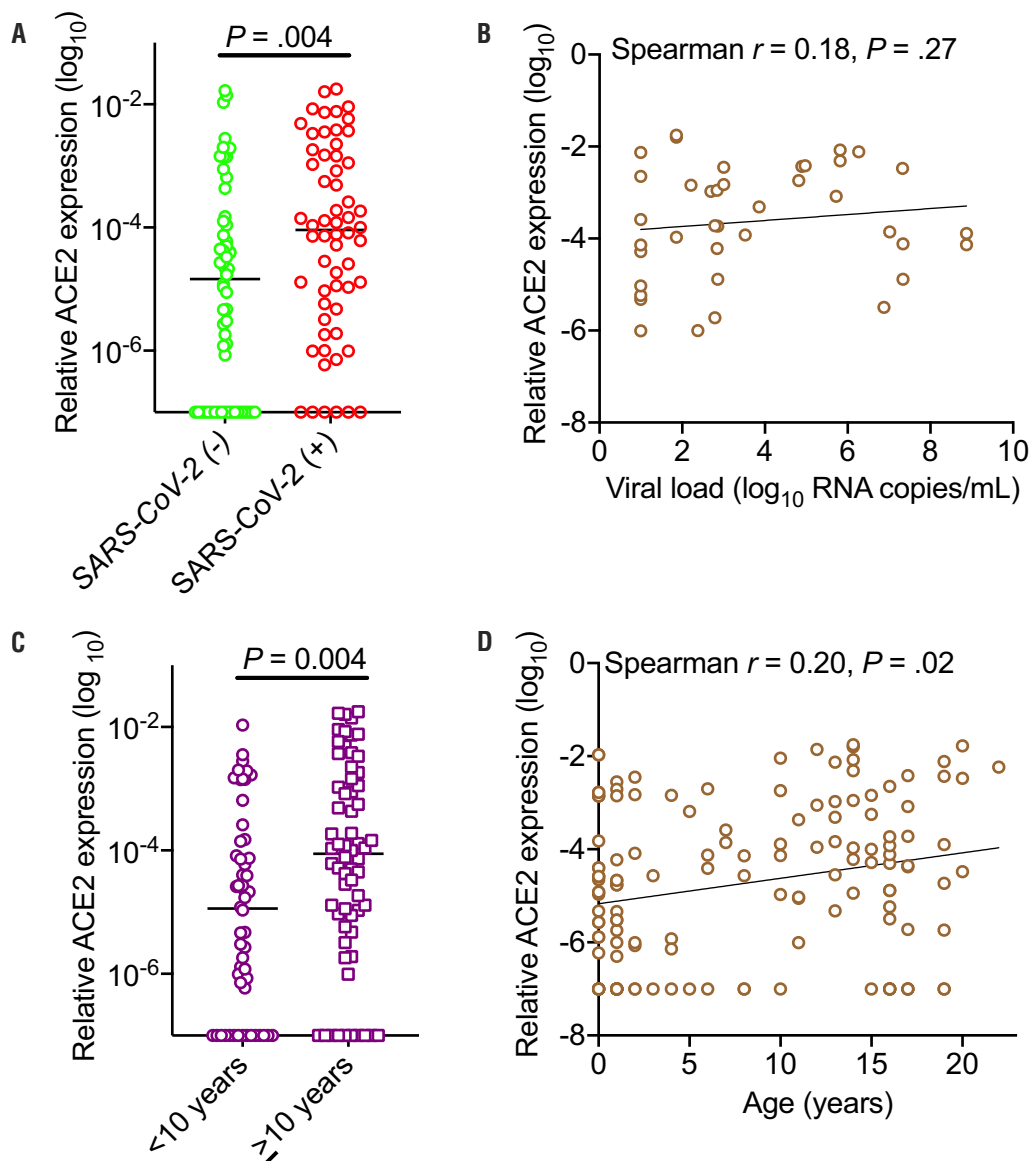 A
P = .004
Relative ACE2 expression (log10)
10-2
10-4
10-6
SARS-CoV-2 (-)
SARS-CoV-2 (+)
B
Spearman r = 0.18, P = .27
Relative ACE2 expression (log10)
-0
-2
-4
-6
-8
0
2
4
6
8
10
Viral load (log10 RNA copies/mL)
C
P = 0.004
Relative ACE2 expression (log 10)
10-2
10-4
10-6
<10 years
≥10 years
D
Spearman r = 0.20, P = .02
Relative ACE2 expression (log10)
-0
-2
-4
-6
-8
0
5
10
15
20
Age (years)